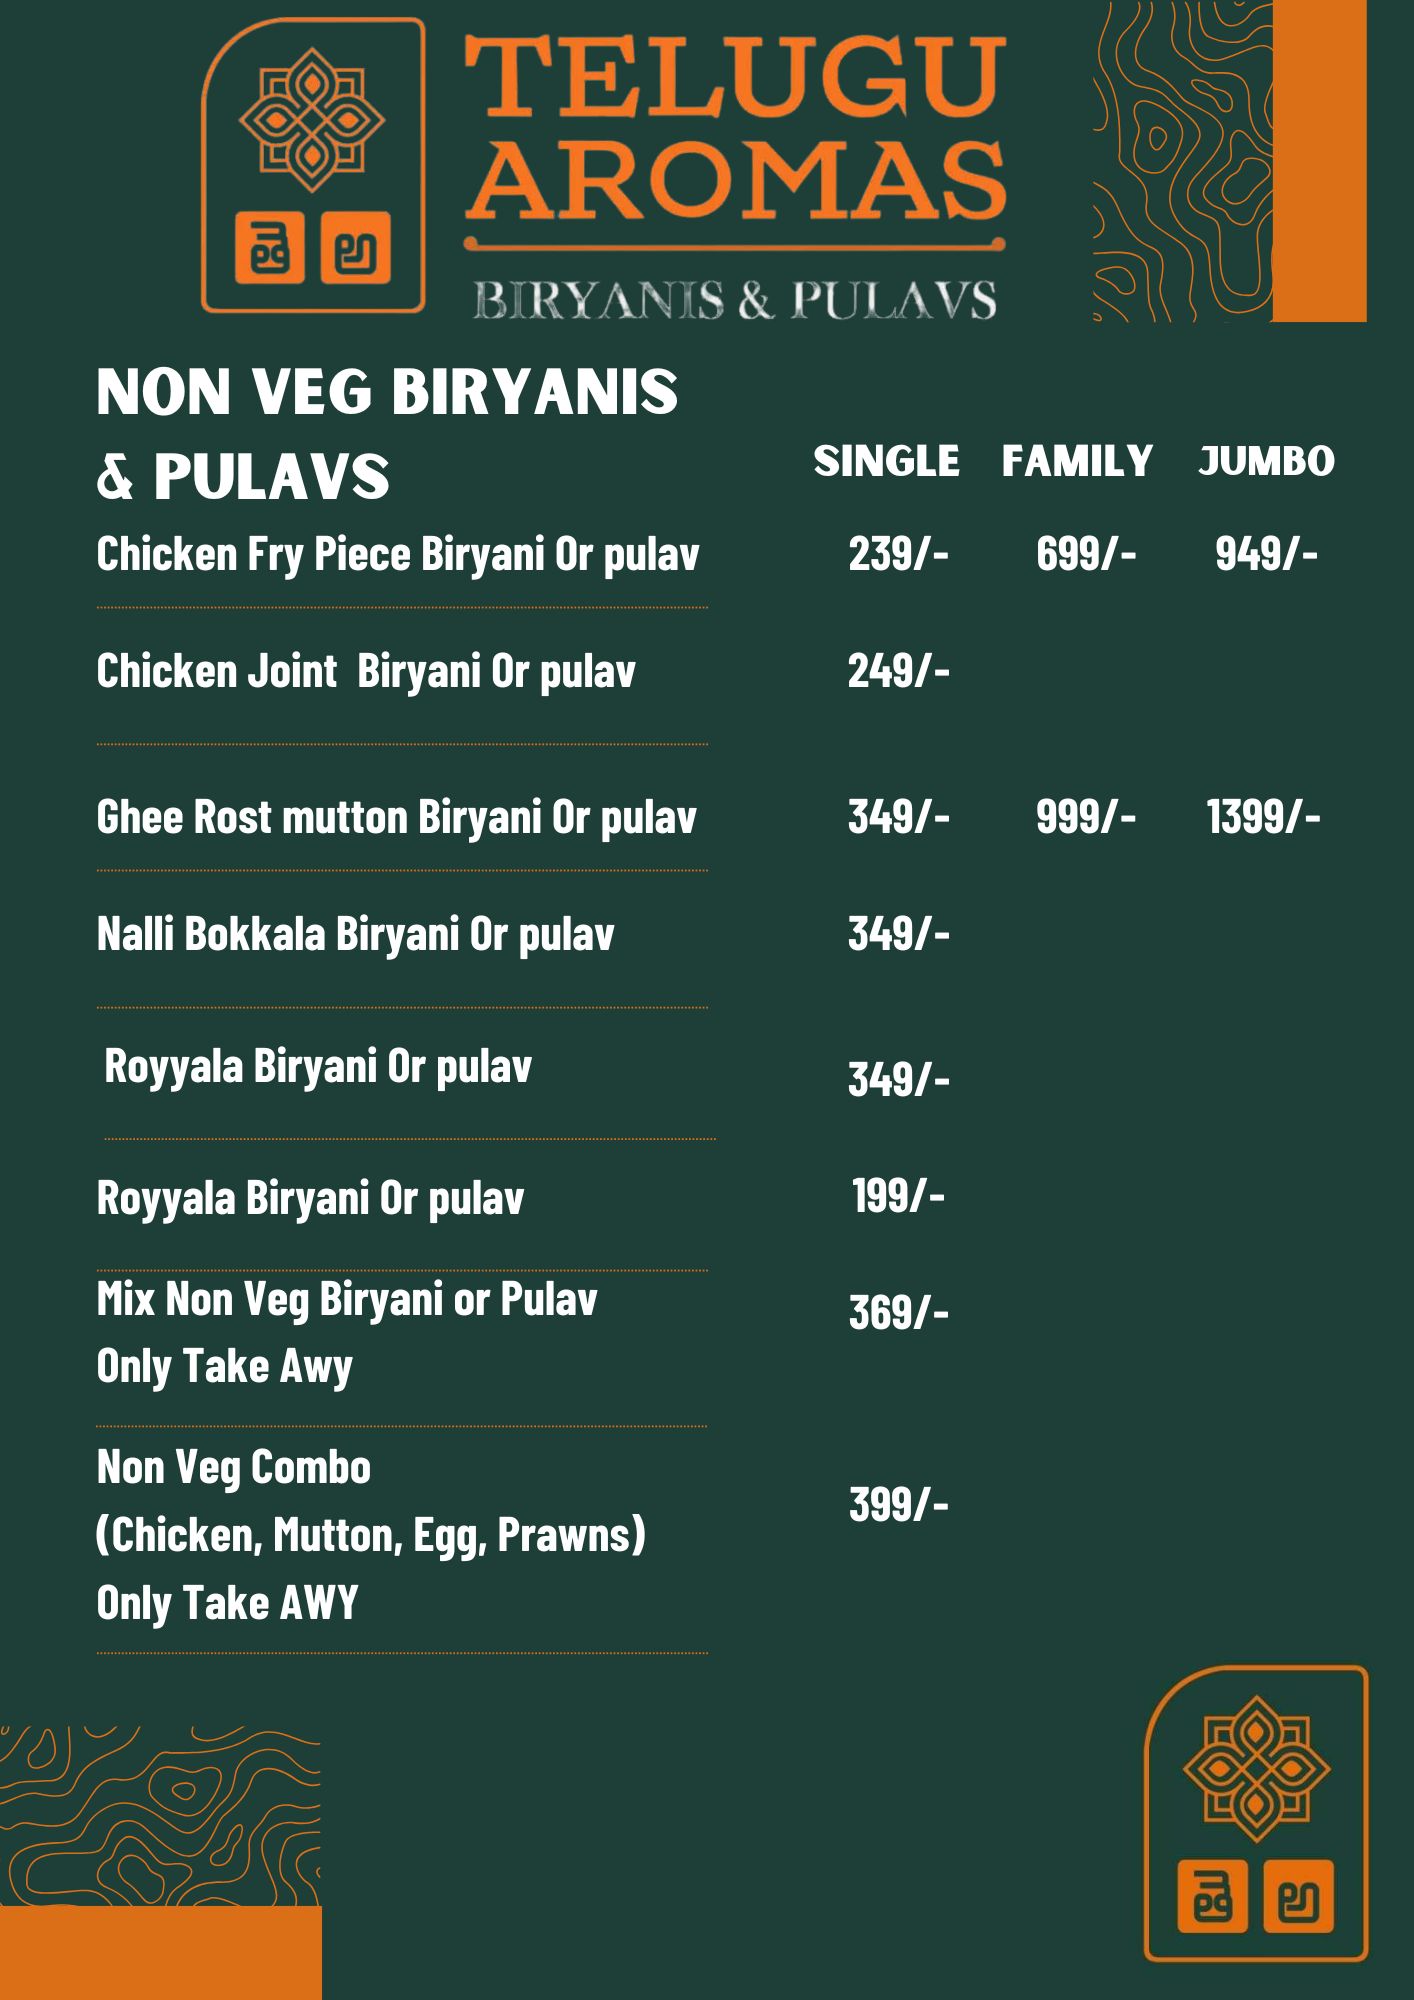 TELUGU
AROMAS
తె లు
BIRYANIS & PULAVS
NON VEG BIRYANIS
& PULAVS
SINGLE FAMILY JUMBO
Chicken Fry Piece Biryani Or pulav 239/- 699/- 949/-
Chicken Joint  Biryani Or pulav 249/-
Ghee Rost mutton Biryani Or pulav 349/- 999/- 1399/-
Nalli Bokkala Biryani Or pulav 349/-
Royyala Biryani Or pulav 349/-
Royyala Biryani Or pulav 199/-
Mix Non Veg Biryani or Pulav 369/-
Only Take Awy
Non Veg Combo
(Chicken, Mutton, Egg, Prawns) 399/-
Only Take AWY